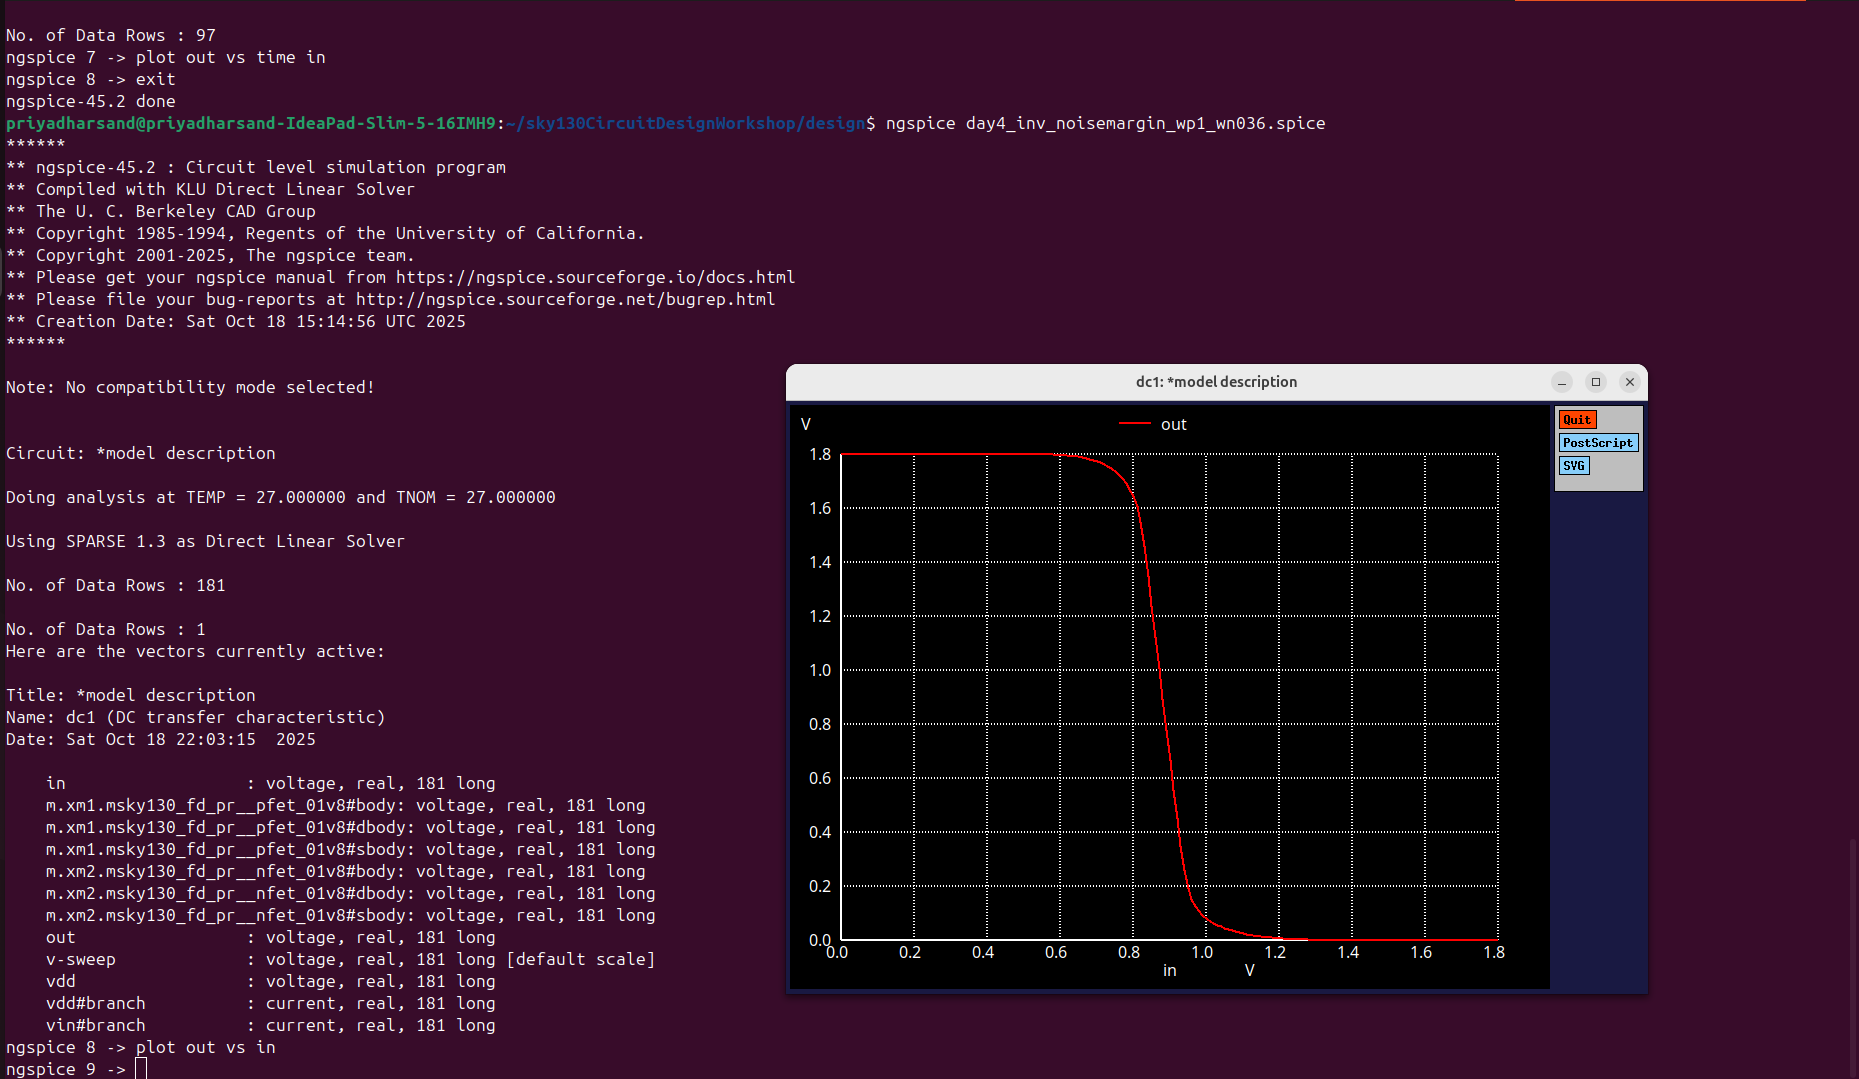 No. of Data Rows : 97
ngspice 7 -> plot out vs time in
ngspice 8 -> exit
ngspice-45.2 done
priyadharsand@priyadharsand-IdeaPad-Slim-5-16IMH9:~/sky130CircuitDesignWorkshop/design$ ngspice day4_inv_noisemargin_wp1_wn036.spice
******
** ngspice-45.2 : Circuit level simulation program
** Compiled with KLU Direct Linear Solver
** The U. C. Berkeley CAD Group
** Copyright 1985-1994, Regents of the University of California.
** Copyright 2001-2025, The ngspice team.
** Please get your ngspice manual from https://ngspice.sourceforge.io/docs.html
** Please file your bug-reports at http://ngspice.sourceforge.net/bugrep.html
** Creation Date: Sat Oct 18 15:14:56 UTC 2025
******
Note: No compatibility mode selected!
Circuit: *model description
Doing analysis at TEMP = 27.000000 and TNOM = 27.000000
Using SPARSE 1.3 as Direct Linear Solver
No. of Data Rows : 181
No. of Data Rows : 1
Here are the vectors currently active:
Title: *model description
Name: dc1 (DC transfer characteristic)
Date: Sat Oct 18 22:03:15  2025
in : voltage, real, 181 long
m.xm1.msky130_fd_pr__pfet_01v8#body: voltage, real, 181 long
m.xm1.msky130_fd_pr__pfet_01v8#dbody: voltage, real, 181 long
m.xm1.msky130_fd_pr__pfet_01v8#sbody: voltage, real, 181 long
m.xm2.msky130_fd_pr__nfet_01v8#body: voltage, real, 181 long
m.xm2.msky130_fd_pr__nfet_01v8#dbody: voltage, real, 181 long
m.xm2.msky130_fd_pr__nfet_01v8#sbody: voltage, real, 181 long
out : voltage, real, 181 long
v-sweep : voltage, real, 181 long [default scale]
vdd : voltage, real, 181 long
vdd#branch : current, real, 181 long
vin#branch : current, real, 181 long
ngspice 8 -> plot out vs in
ngspice 9 ->
dc1: *model description
V
out
Quit
PostScript
SVG
1.8
1.6
1.4
1.2
1.0
0.8
0.6
0.4
0.2
0.0
0.0 0.2 0.4 0.6 0.8 1.0 1.2 1.4 1.6 1.8
in V